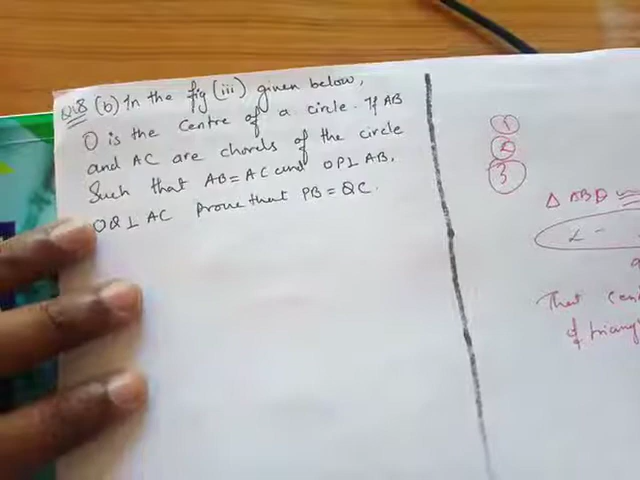 Q18 (b) In the fig (iii) given below,
O is the centre of a circle. If AB
and AC are chords of the circle
Such that AB = AC and OP⊥ AB,
OQ ⊥ AC prove that PB = QC.
1
2
3
Δ ABD
That
of triang